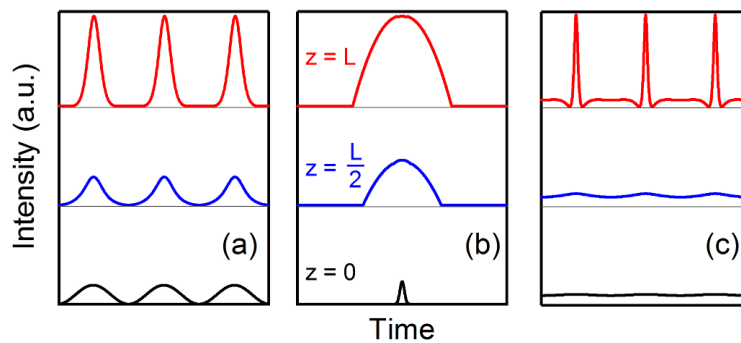 Intensity (a.u.)
z = L
z = L/2
z = 0
(a)
(b)
(c)
Time